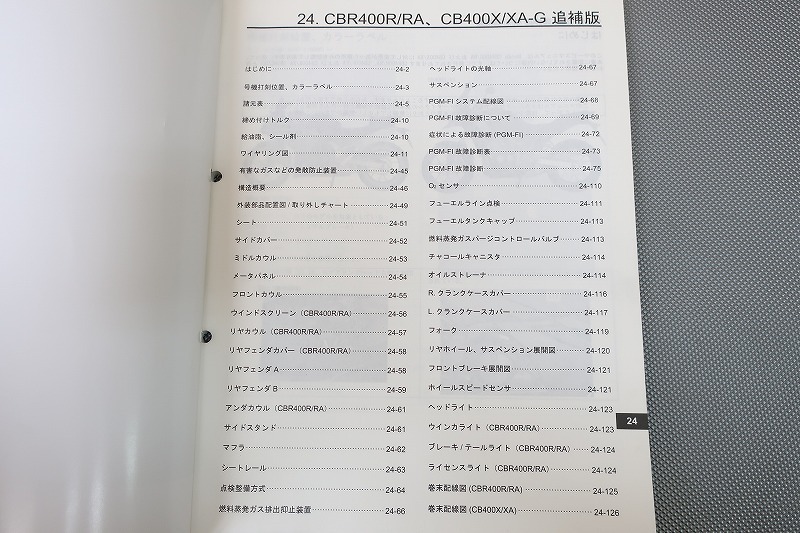 24. CBR400R/RA、CB400X/XA-G 追補版
はじめに 24-2
号機打刻位置、カラーラベル 24-3
諸元表 24-5
締め付けトルク 24-10
給油脂、シール剤 24-10
ワイヤリング図 24-11
有害なガスなどの発散防止装置 24-45
構造概要 24-46
外装部品配置図/取り外しチャート 24-49
シート 24-51
サイドカバー 24-52
ミドルカウル 24-53
メータパネル 24-54
フロントカウル 24-55
ウインドスクリーン（CBR400R/RA） 24-56
リヤカウル（CBR400R/RA） 24-57
リヤフェンダカバー（CBR400R/RA） 24-58
リヤフェンダ A 24-58
リヤフェンダ B 24-59
アンダカウル（CBR400R/RA） 24-61
サイドスタンド 24-61
マフラ 24-62
シートレール 24-63
点検整備方式 24-64
燃料蒸発ガス排出抑止装置 24-66
ヘッドライトの光軸 24-67
サスペンション 24-67
PGM-FI システム配線図 24-68
PGM-FI 故障診断について 24-69
症状による故障診断 (PGM-FI) 24-72
PGM-FI 故障診断表 24-73
PGM-FI 故障診断 24-75
O₂ センサ 24-110
フューエルライン点検 24-111
フューエルタンクキャップ 24-113
燃料蒸発ガスパージコントロールバルブ 24-113
チャコールキャニスタ 24-114
オイルストレーナ 24-114
R. クランクケースカバー 24-116
L. クランクケースカバー 24-117
フォーク 24-119
リヤホイール、サスペンション展開図 24-120
フロントブレーキ展開図 24-121
ホイールスピードセンサ 24-121
ヘッドライト 24-123
ウインカライト（CBR400R/RA） 24-123
ブレーキ/テールライト（CBR400R/RA） 24-124
ライセンスライト（CBR400R/RA） 24-124
巻末配線図 (CBR400R/RA) 24-125
巻末配線図 (CB400X/XA) 24-126
24